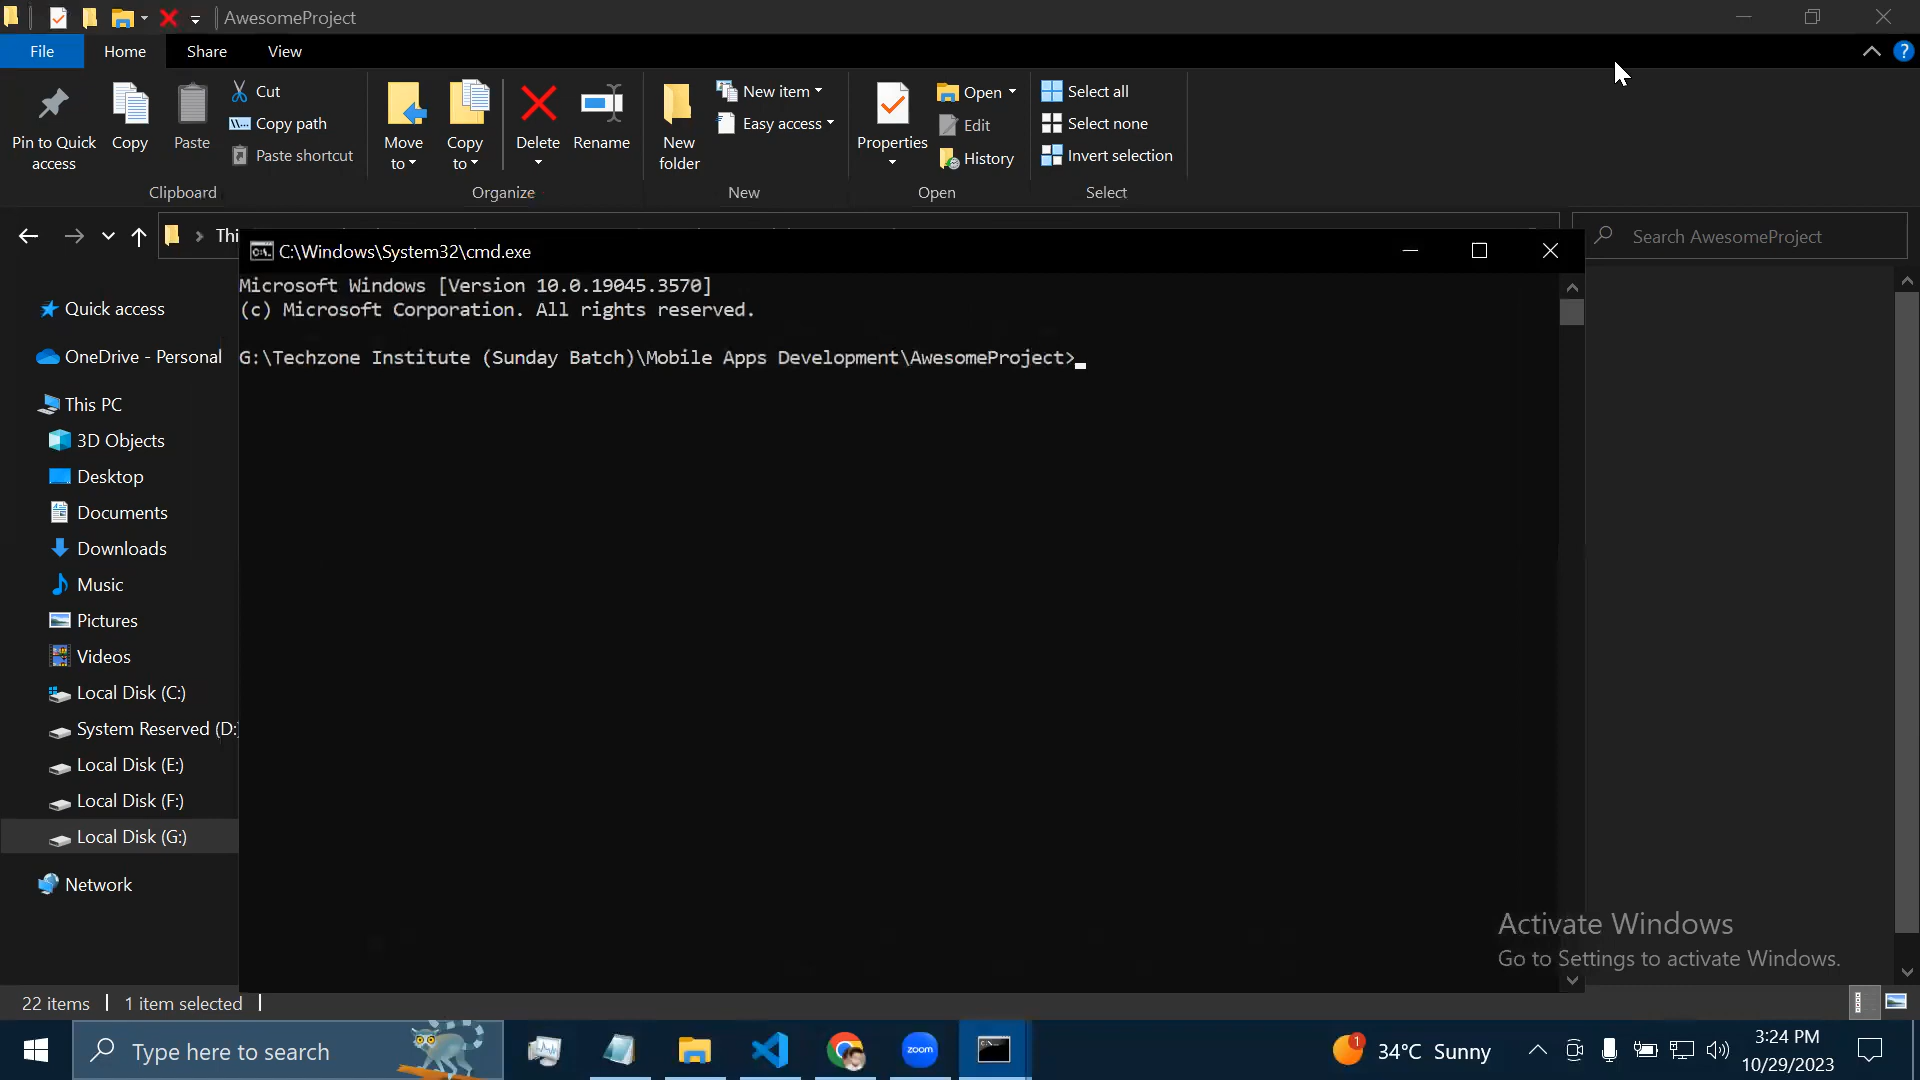 AwesomeProject
File
Home
Share
View
Pin to Quick
access
Copy
Paste
Cut
Copy path
Paste shortcut
Clipboard
Move
to
Copy
to
Delete
Rename
Organize
New
folder
New item
Easy access
New
Properties
Open
Edit
History
Open
Select all
Select none
Invert selection
Select
Thi
Search AwesomeProject
C:\Windows\System32\cmd.exe
Microsoft Windows [Version 10.0.19045.3570]
(c) Microsoft Corporation. All rights reserved.
G:\Techzone Institute (Sunday Batch)\Mobile Apps Development\AwesomeProject>
Quick access
OneDrive - Personal
This PC
3D Objects
Desktop
Documents
Downloads
Music
Pictures
Videos
Local Disk (C:)
System Reserved (D:)
Local Disk (E:)
Local Disk (F:)
Local Disk (G:)
Network
Activate Windows
Go to Settings to activate Windows.
22 items
1 item selected
Type here to search
zoom
1
34°C Sunny
3:24 PM
10/29/2023